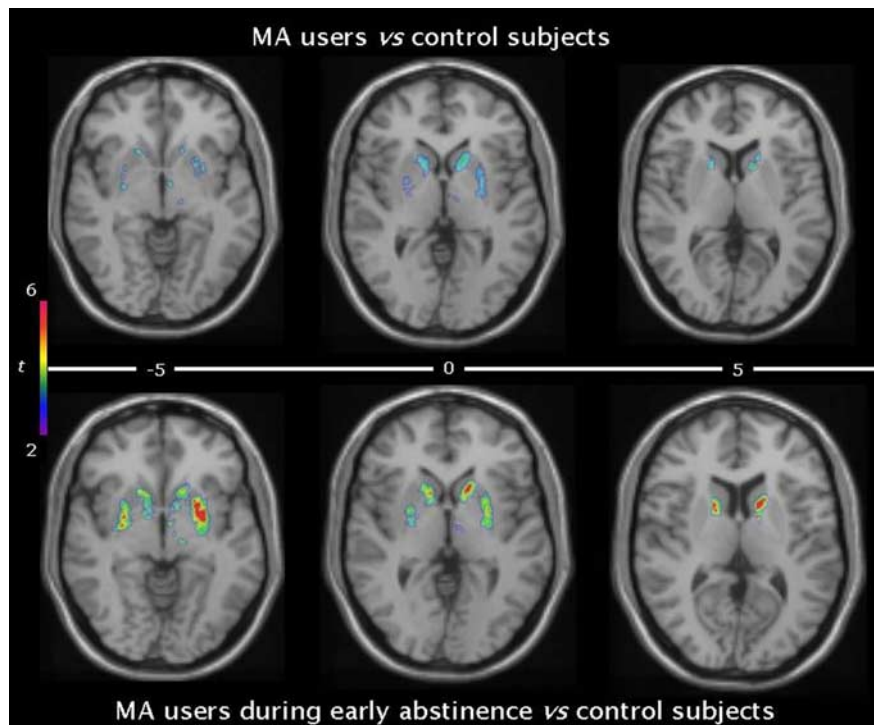 MA users vs control subjects
6
t
-5 0 5
2
MA users during early abstinence vs control subjects